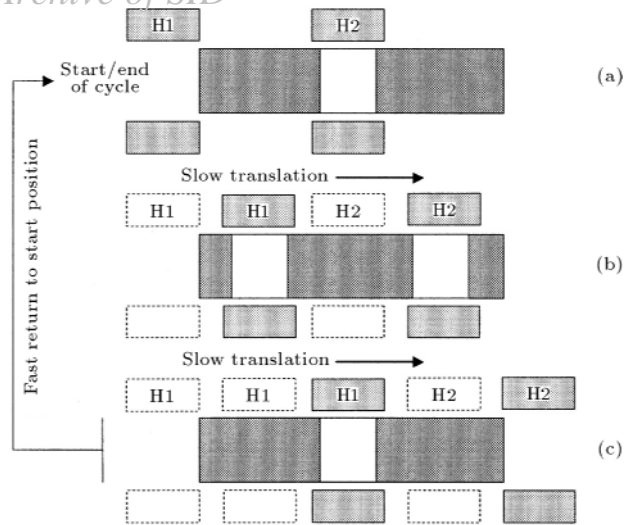 Archive of SID
H1 H2
Start/end
of cycle
(a)
Fast return to start position
Slow translation
H1 H1 H2 H2
(b)
Slow translation
H1 H1 H1 H2 H2
(c)